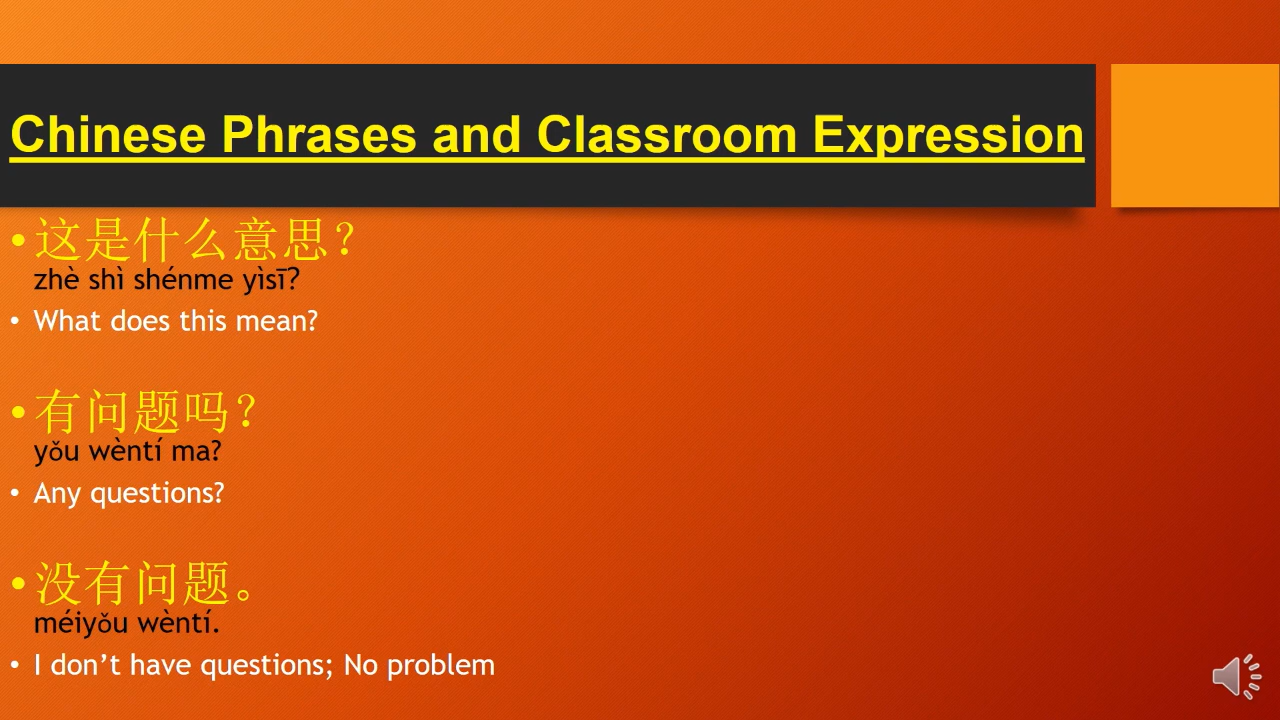 Chinese Phrases and Classroom Expression
•这是什么意思？
zhè shì shénme yìsī?
• What does this mean?
•有问题吗？
yǒu wèntí ma?
• Any questions?
•没有问题。
méiyǒu wèntí.
• I don’t have questions; No problem